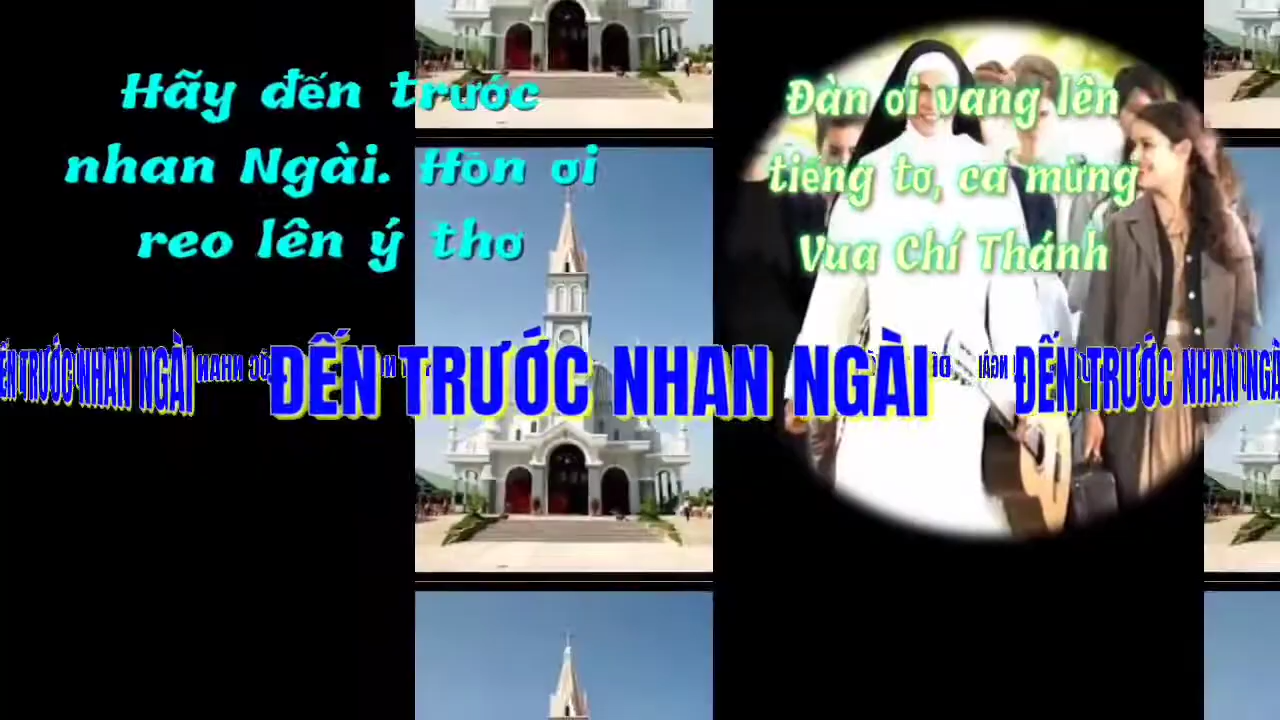 Hãy đến trước
nhan Ngài. Hồn ơi
reo lên ý thơ
Đàn ơi vang lên
tiếng tơ, ca mừng
Vua Chí Thánh
ĐẾN TRƯỚC NHAN NGÀI
ĐẾN TRƯỚC NHAN NGÀI
ĐẾN TRƯỚC NHAN NGÀI